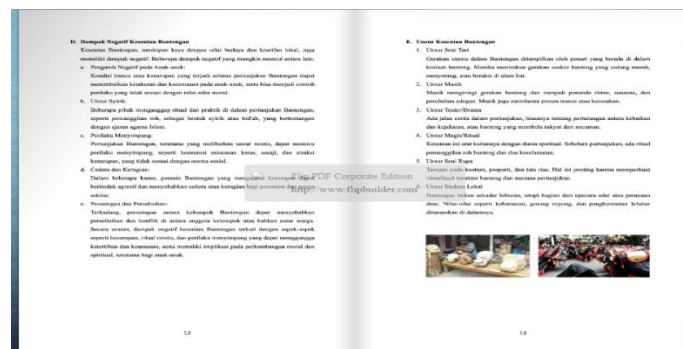 D. Dampak Negatif Kesenian Bantengan
Kesenian Bantengan, meskipun kaya dengan nilai budaya dan kearifan lokal, juga
memiliki dampak negatif. Beberapa dampak negatif yang mungkin muncul antara lain:
a. Pengaruh Negatif pada Anak-anak:
Kondisi trance atau kesurupan yang terjadi selama pertunjukan Bantengan dapat
menimbulkan ketakutan dan kecemasan pada anak-anak, serta bisa menjadi contoh
perilaku yang tidak sesuai dengan nilai-nilai moral.
b. Unsur Syirik:
Beberapa pihak menganggap ritual dan praktik di dalam pertunjukan Bantengan,
seperti pemanggilan roh, sebagai bentuk syirik atau bid'ah, yang bertentangan
dengan ajaran agama Islam.
c. Perilaku Menyimpang:
Pertunjukan Bantengan, terutama yang melibatkan unsur mistis, dapat memicu
perilaku menyimpang, seperti konsumsi minuman keras, sesaji, dan atraksi
kesurupan, yang tidak sesuai dengan norma sosial.
d. Cedera dan Kerugian:
Dalam beberapa kasus, pemain Bantengan yang mengalami kesurupan dapat
bertindak agresif dan menyebabkan cedera atau kerugian bagi penonton dan
sekitar.
e. Persaingan dan Perselisihan:
Terkadang, persaingan antara kelompok Bantengan dapat menyebabkan
perselisihan dan konflik di antara anggota kelompok atau bahkan antar warga.
Secara umum, dampak negatif kesenian Bantengan terkait dengan aspek-aspek
seperti kesurupan, ritual mistis, dan perilaku menyimpang yang dapat mengganggu
ketertiban dan keamanan, serta memiliki implikasi pada perkembangan moral dan
spiritual, terutama bagi anak-anak.
12
E. Unsur Kesenian Bantengan
1. Unsur Seni Tari
Gerakan utama dalam Bantengan ditampilkan oleh penari yang berada di dalam
kostum banteng. Mereka menirukan gerakan seekor banteng yang sedang marah,
menyerang, atau beraksi di alam liar
2. Unsur Musik
Musik mengiringi gerakan banteng dan menjadi penanda ritme, suasana, dan
perubahan adegan. Musik juga membantu proses trance atau kerasukan.
3. Unsur Teater/Drama
Ada jalan cerita dalam pertunjukan, biasanya tentang pertarungan antara kebaikan
dan kejahatan, atau banteng yang membela rakyat dari ancaman.
4. Unsur Magis/Ritual
Kesenian ini erat kaitannya dengan dunia spiritual. Sebelum pertunjukan, ada ritual
pemanggilan roh banteng dan doa keselamatan.
5. Unsur Seni Rupa
Tampak pada kostum, properti, dan tata rias. Hal ini penting karena memperkuat
visualisasi karakter banteng dan suasana pertunjukan.
6. Unsur Budaya Lokal
Bantengan bukan sekadar hiburan, tetapi bagian dari upacara adat atau perayaan
desa. Nilai-nilai seperti keberanian, gotong royong, dan penghormatan leluhur
ditanamkan di dalamnya.
13
Flip PDF Corporate Edition
http://www.flipbuilder.com